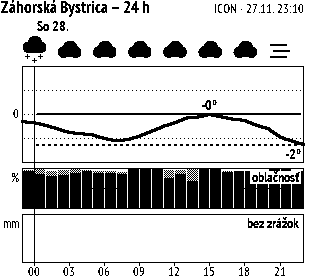 Záhorská Bystrica – 24 h
ICON - 27.11. 23:10
So 28.
0
-0°
-2°
%
oblačnosť
mm
bez zrážok
00 03 06 09 12 15 18 21